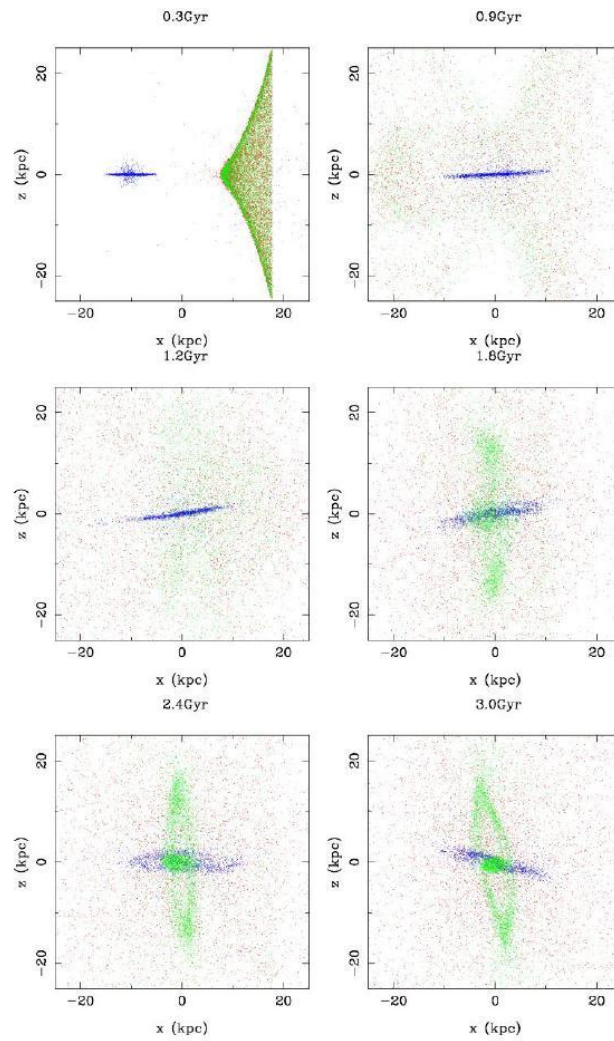 0.3Gyr 0.9Gyr
20 20
z (kpc) 0 z (kpc) 0
−20 −20
−20 0 20 −20 0 20
x (kpc) x (kpc)
1.2Gyr 1.8Gyr
20 20
z (kpc) 0 z (kpc) 0
−20 −20
−20 0 20 −20 0 20
x (kpc) x (kpc)
2.4Gyr 3.0Gyr
20 20
z (kpc) 0 z (kpc) 0
−20 −20
−20 0 20 −20 0 20
x (kpc) x (kpc)